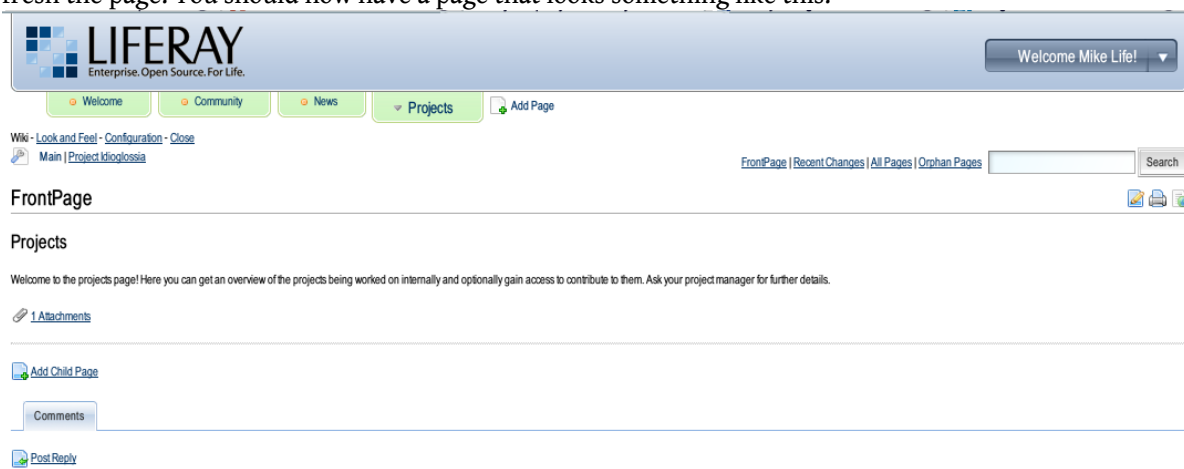 fresh the page. You should now have a page that looks something like this:
LIFERAY
Enterprise. Open Source. For Life.
Welcome Mike Life!
Welcome Community News Projects Add Page
Wiki - Look and Feel - Configuration - Close
Main | Project Idioglossia
FrontPage | Recent Changes | All Pages | Orphan Pages Search
FrontPage
Projects
Welcome to the projects page! Here you can get an overview of the projects being worked on internally and optionally gain access to contribute to them. Ask your project manager for further details.
1 Attachments
Add Child Page
Comments
Post Reply